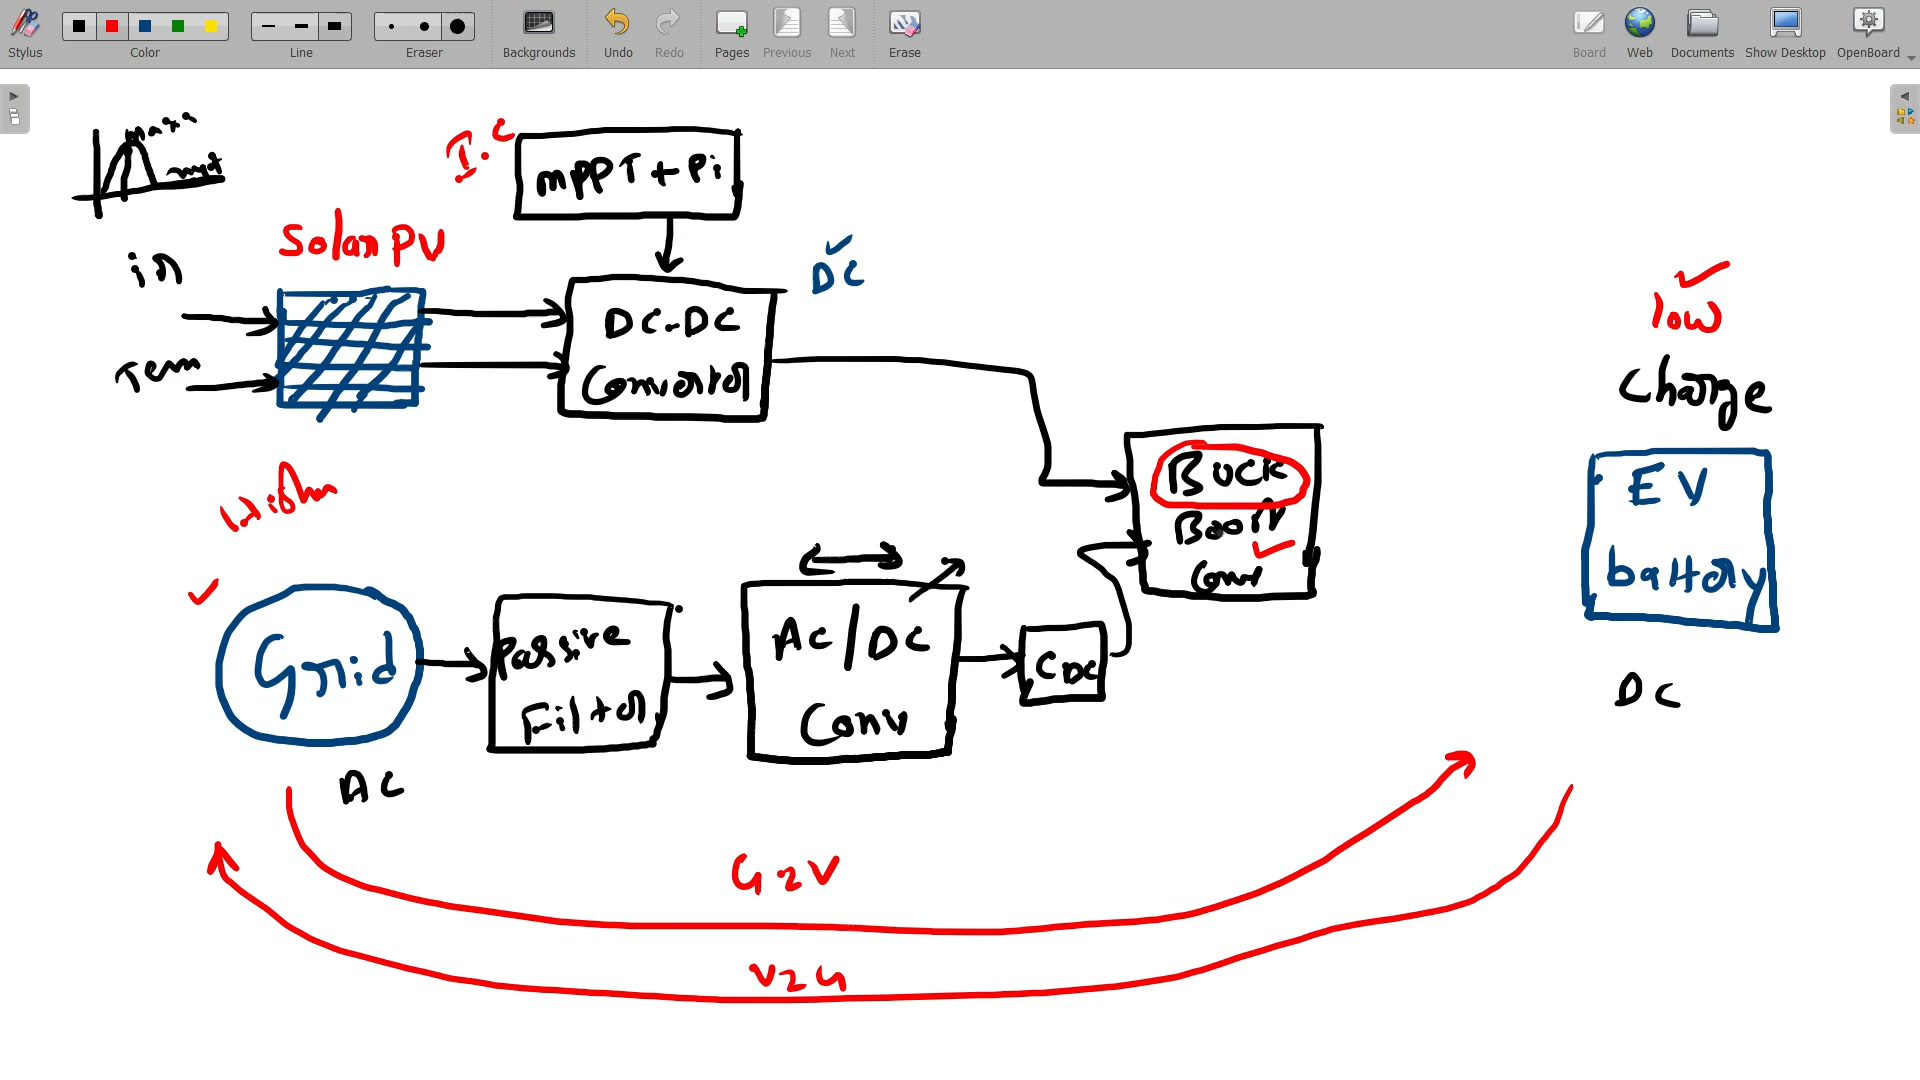 Stylus
Color
Line
Eraser
Backgrounds
Undo
Redo
Pages
Previous
Next
Erase
Board
Web
Documents
Show Desktop
OpenBoard
I.C
MPPT + Pi
Solar PV
in
Tem
DC-DC
Convertor
DC
low
Charge
Buck
Boost
Conv
EV
battery
DC
Grid
AC
Passive
Filter
AC/DC
Conv
CDC
G2V
V2G